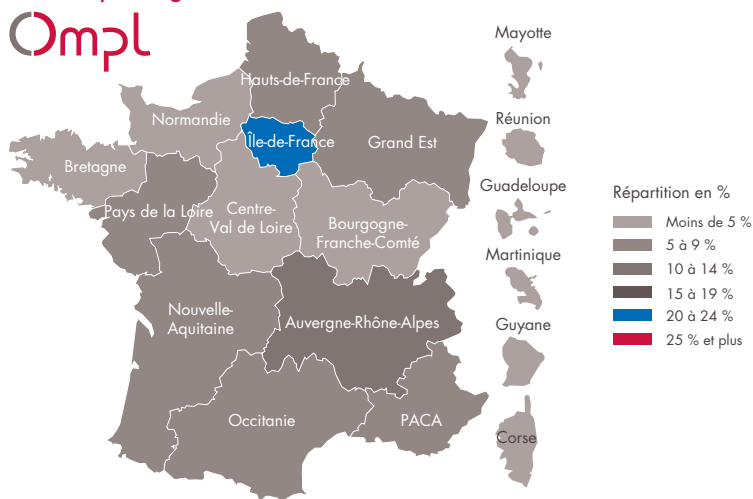 Ompl
Mayotte
Hauts-de-France
Normandie
Réunion
Île-de-France
Grand Est
Bretagne
Guadeloupe
Répartition en %
Pays de la Loire
Centre-
Val de Loire
Bourgogne-
Franche-Comté
Moins de 5 %
5 à 9 %
Martinique
10 à 14 %
15 à 19 %
Nouvelle-
Aquitaine
Auvergne-Rhône-Alpes
20 à 24 %
Guyane
25 % et plus
Occitanie
PACA
Corse